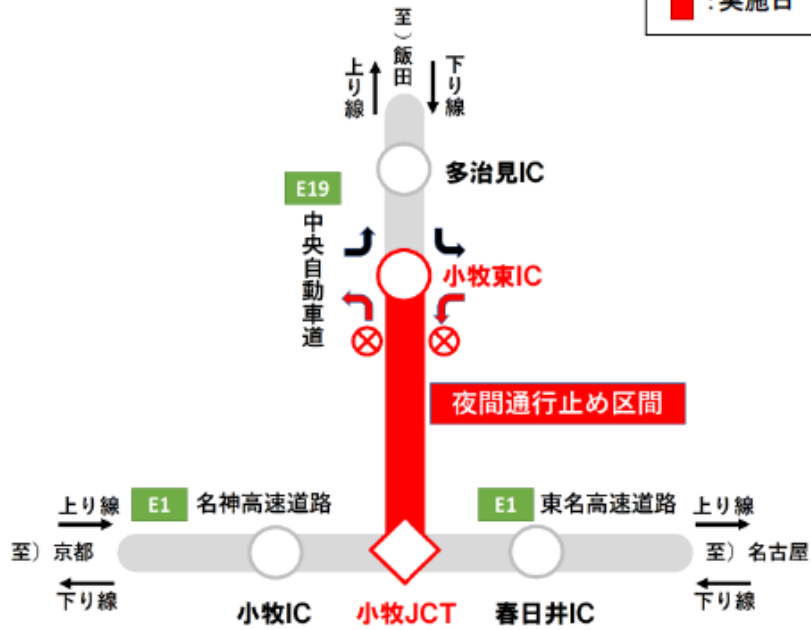 ：実施日
至）飯田
上り線
下り線
多治見IC
E19
中央自動車道
小牧東IC
夜間通行止め区間
上り線
E1 名神高速道路
E1 東名高速道路
上り線
至）京都
至）名古屋
下り線
下り線
小牧IC
小牧JCT
春日井IC